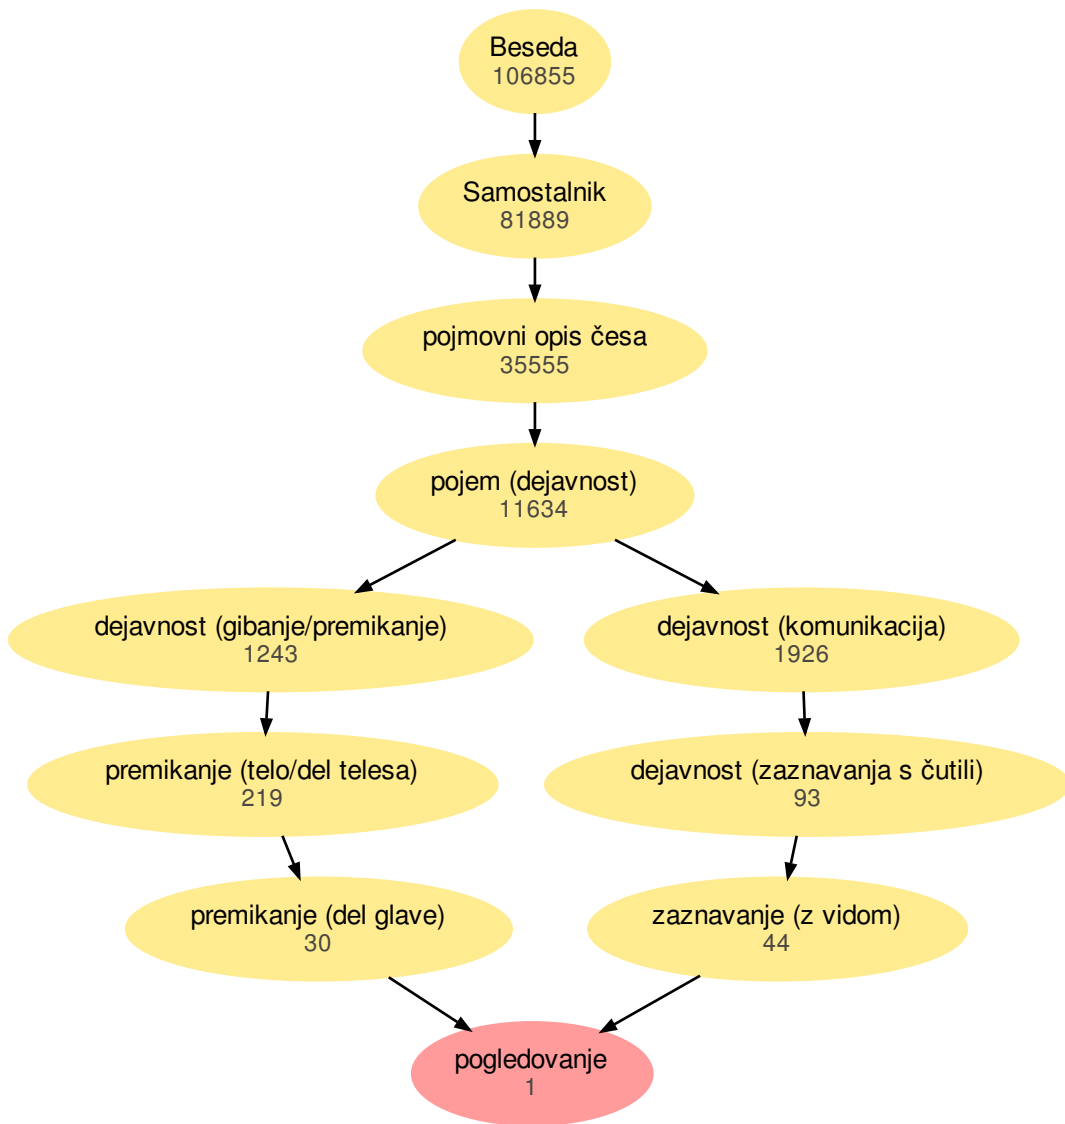 Beseda
106855
Samostalnik
81889
pojmovni opis česa
35555
pojem (dejavnost)
11634
dejavnost (gibanje/premikanje)
1243
dejavnost (komunikacija)
1926
premikanje (telo/del telesa)
219
dejavnost (zaznavanja s čutili)
93
premikanje (del glave)
30
zaznavanje (z vidom)
44
pogledovanje
1